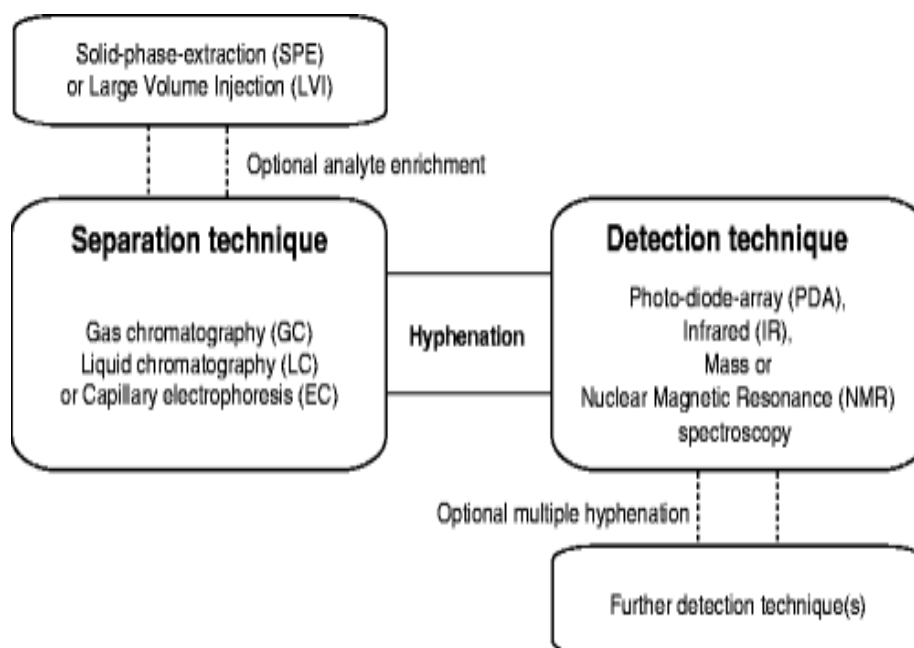 Solid-phase-extraction (SPE)
or Large Volume Injection (LVI)
Optional analyte enrichment
Separation technique
Gas chromatography (GC)
Liquid chromatography (LC)
or Capillary electrophoresis (EC)
Hyphenation
Detection technique
Photo-diode-array (PDA),
Infrared (IR),
Mass or
Nuclear Magnetic Resonance (NMR)
spectroscopy
Optional multiple hyphenation
Further detection technique(s)